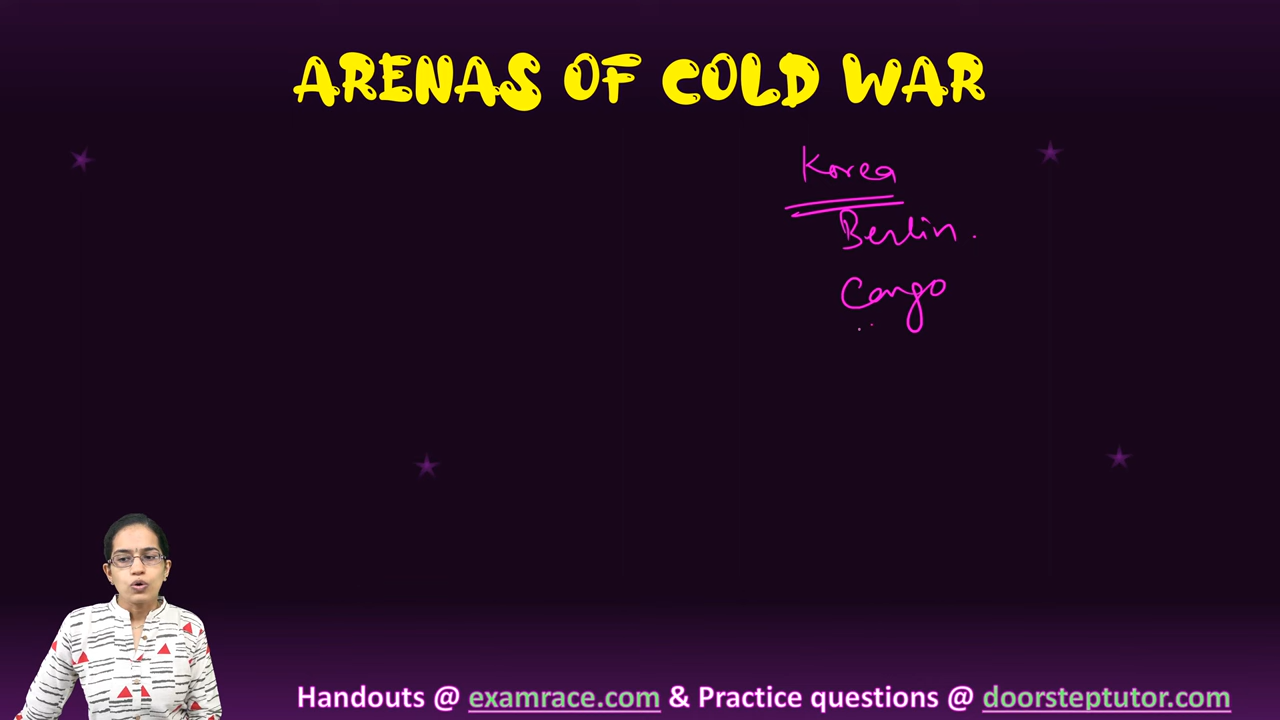 ARENAS OF COLD WAR
Korea
Berlin.
Congo
Handouts @ examrace.com & Practice questions @ doorsteptutor.com